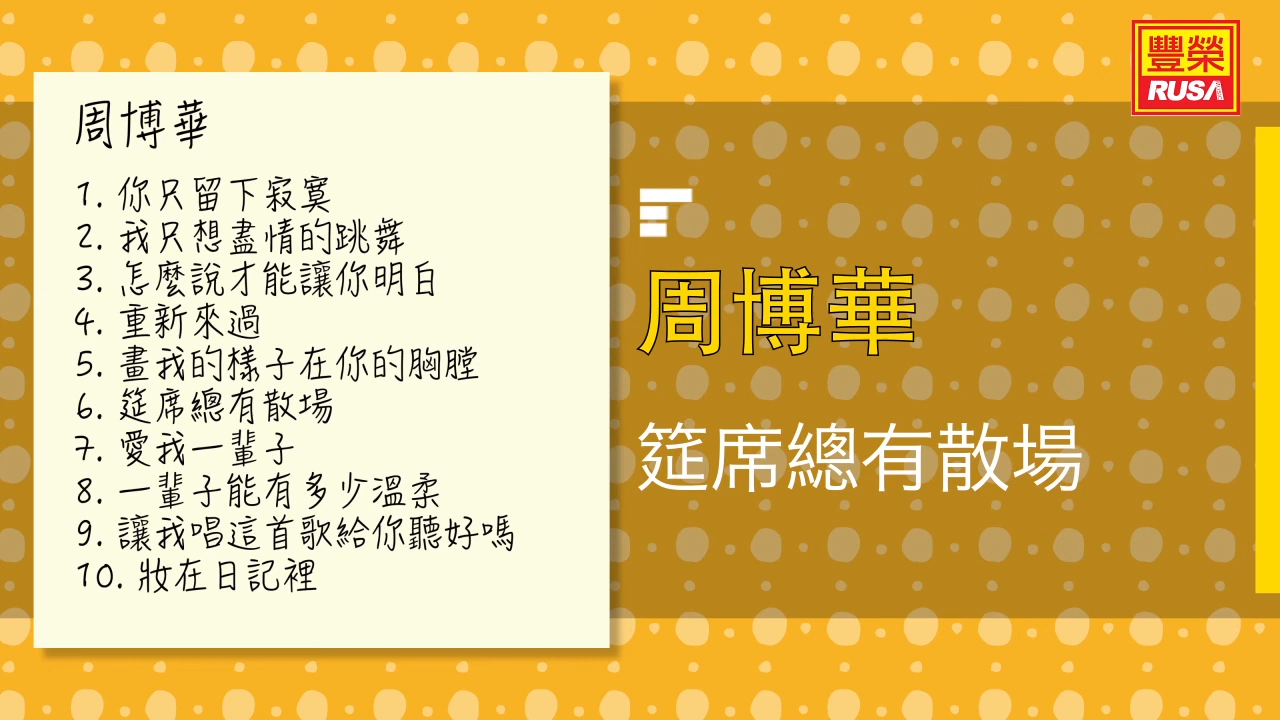 周博華
1. 你只留下寂寞
2. 我只想盡情的跳舞
3. 怎麼說才能讓你明白
4. 重新來過
5. 畫我的樣子在你的胸膛
6. 筵席總有散場
7. 愛我一輩子
8. 一輩子能有多少溫柔
9. 讓我唱這首歌給你聽好嗎
10. 妝在日記裡
豐榮
RUSA
周博華
筵席總有散場